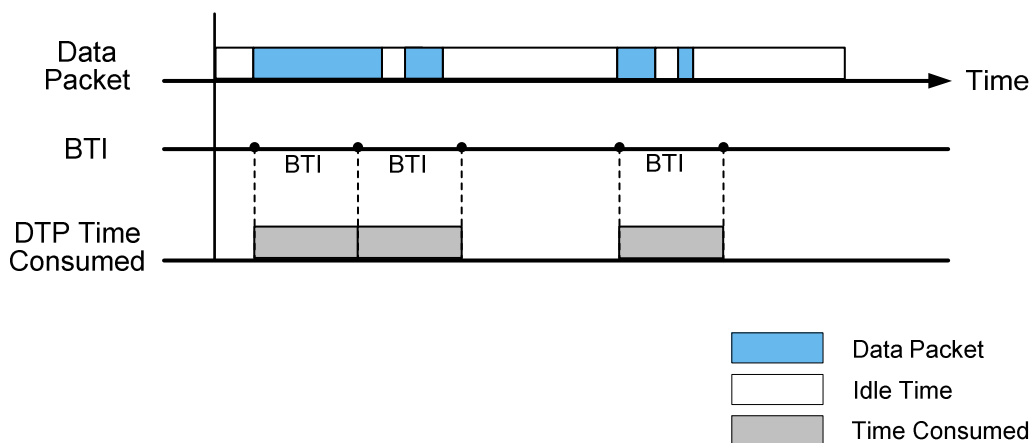 Data
Packet
Time
BTI
BTI
BTI
BTI
DTP Time
Consumed
Data Packet
Idle Time
Time Consumed